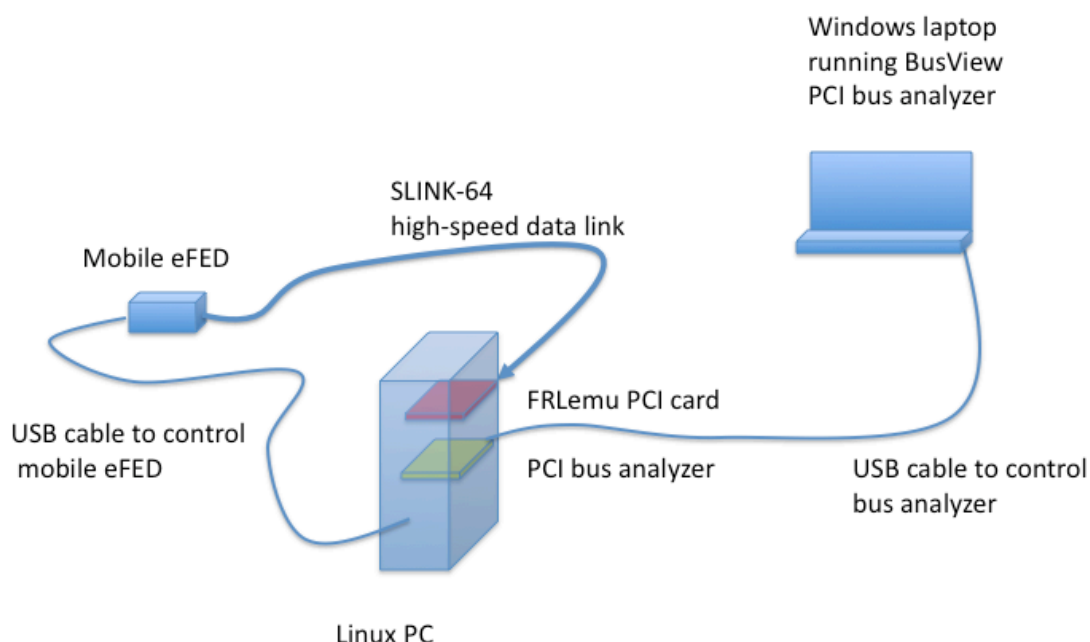 Windows laptop
running BusView
PCI bus analyzer
SLINK-64
high-speed data link
Mobile eFED
FRLemu PCI card
USB cable to control
mobile eFED
PCI bus analyzer
USB cable to control
bus analyzer
Linux PC